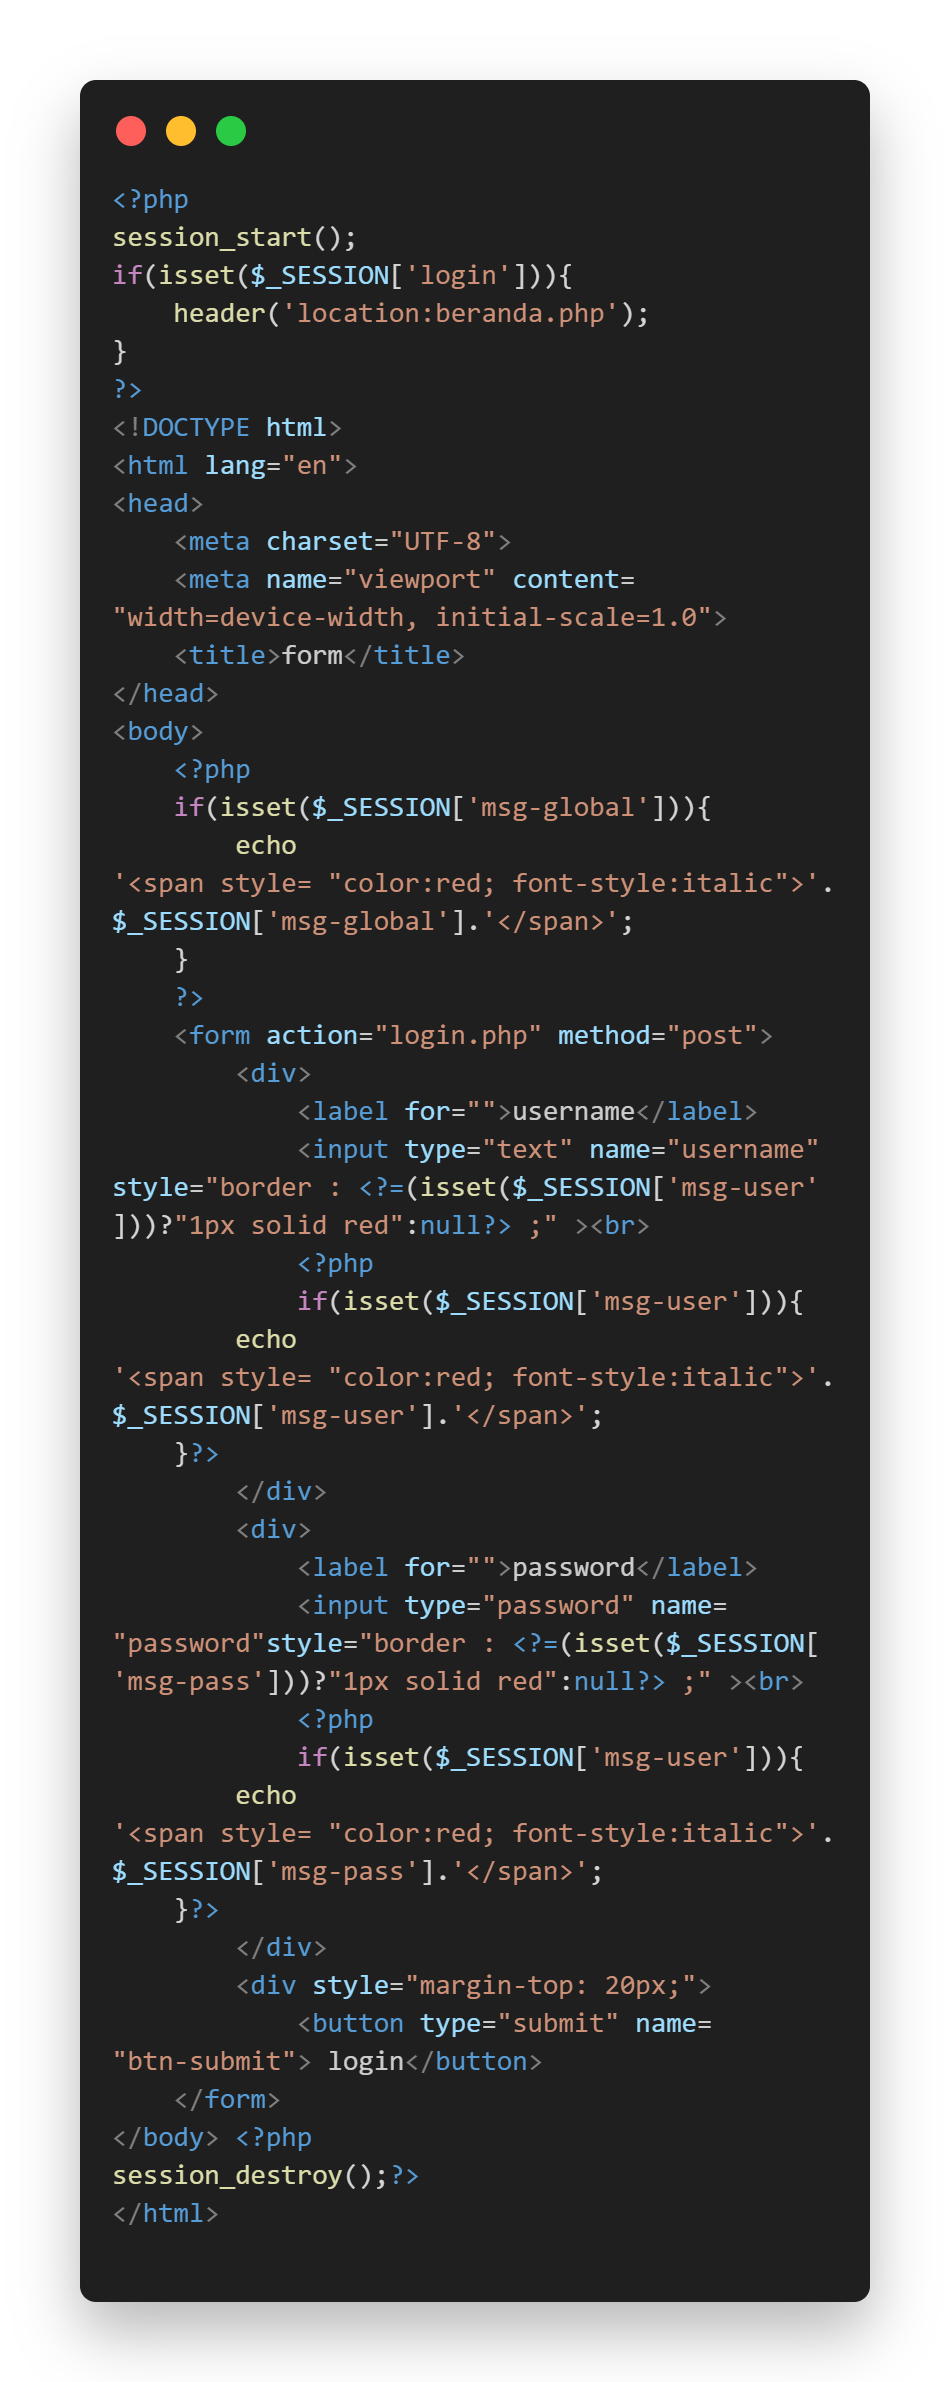 <?php
session_start();
if(isset($_SESSION['login'])){
    header('location:beranda.php');
}
?>
<!DOCTYPE html>
<html lang="en">
<head>
    <meta charset="UTF-8">
    <meta name="viewport" content=
"width=device-width, initial-scale=1.0">
    <title>form</title>
</head>
<body>
    <?php
    if(isset($_SESSION['msg-global'])){
        echo
'<span style= "color:red; font-style:italic">'.
$_SESSION['msg-global'].'</span>';
    }
    ?>
    <form action="login.php" method="post">
        <div>
            <label for="">username</label>
            <input type="text" name="username"
style="border : <?=(isset($_SESSION['msg-user'
]))?"1px solid red":null?> ;" ><br>
            <?php
            if(isset($_SESSION['msg-user'])){
        echo
'<span style= "color:red; font-style:italic">'.
$_SESSION['msg-user'].'</span>';
    }?>
        </div>
        <div>
            <label for="">password</label>
            <input type="password" name=
"password"style="border : <?=(isset($_SESSION[
'msg-pass']))?"1px solid red":null?> ;" ><br>
            <?php
            if(isset($_SESSION['msg-user'])){
        echo
'<span style= "color:red; font-style:italic">'.
$_SESSION['msg-pass'].'</span>';
    }?>
        </div>
        <div style="margin-top: 20px;">
            <button type="submit" name=
"btn-submit"> login</button>
    </form>
</body> <?php
session_destroy();?>
</html>